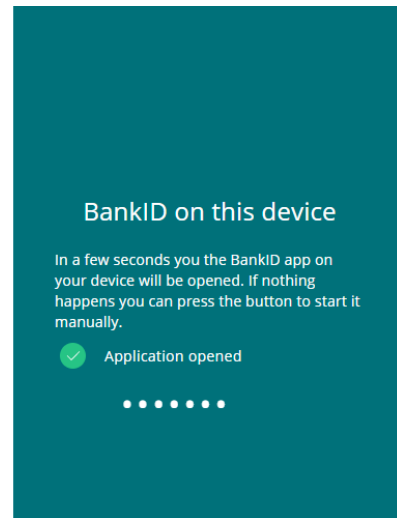 BankID on this device
In a few seconds you the BankID app on
your device will be opened. If nothing
happens you can press the button to start it
manually.
Application opened